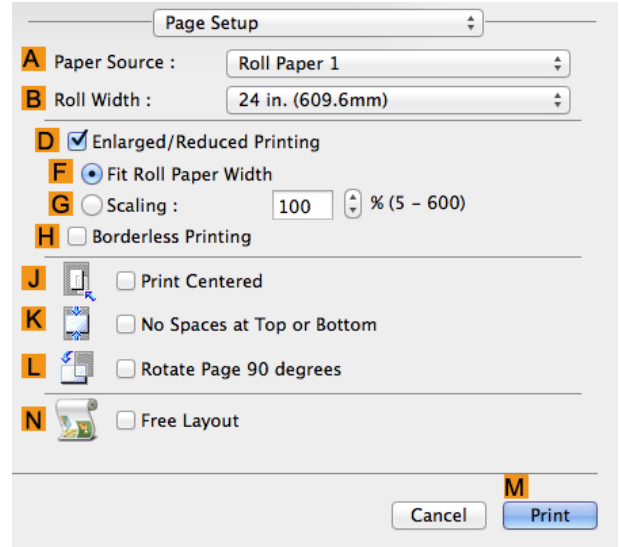 Page Setup
A Paper Source : Roll Paper 1
B Roll Width : 24 in. (609.6mm)
D Enlarged/Reduced Printing
F Fit Roll Paper Width
G Scaling : 100 % (5 - 600)
H Borderless Printing
J Print Centered
K No Spaces at Top or Bottom
L Rotate Page 90 degrees
N Free Layout
M
Cancel Print